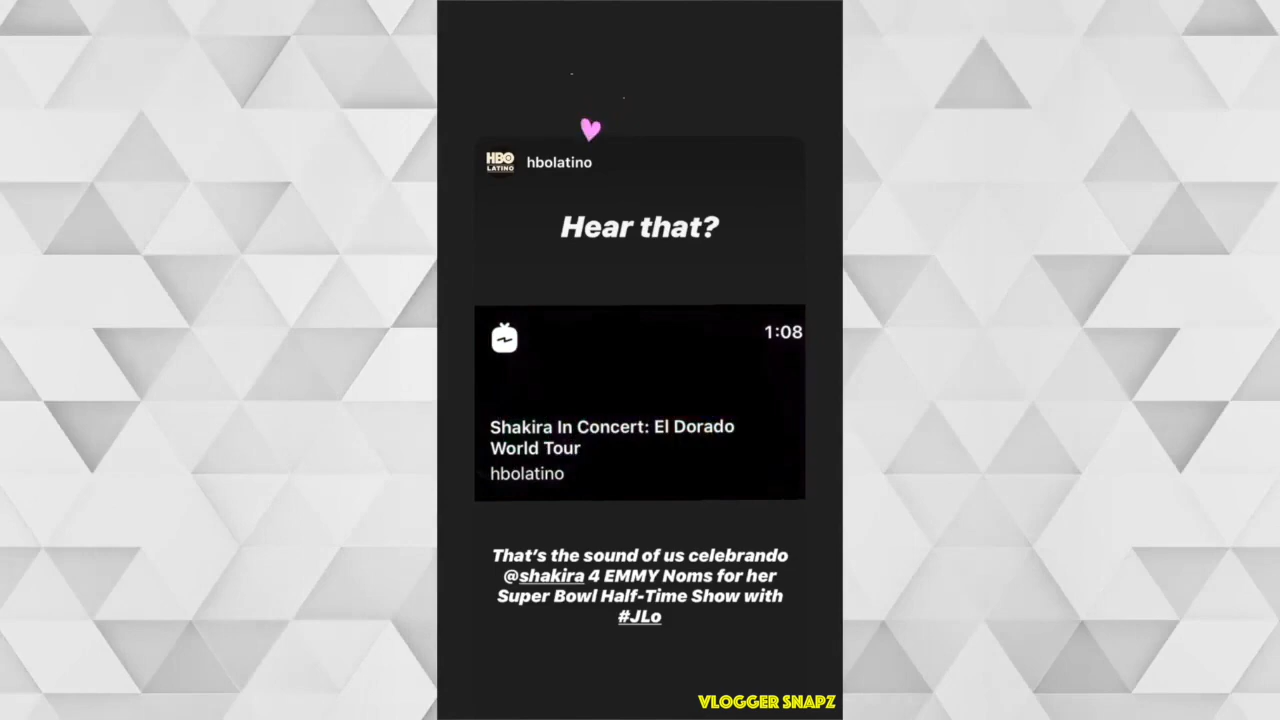 HBO
LATINO
hbolatino
Hear that?
1:08
Shakira In Concert: El Dorado
World Tour
hbolatino
That's the sound of us celebrando
@shakira 4 EMMY Noms for her
Super Bowl Half-Time Show with
#JLo
VLOGGER SNAPZ